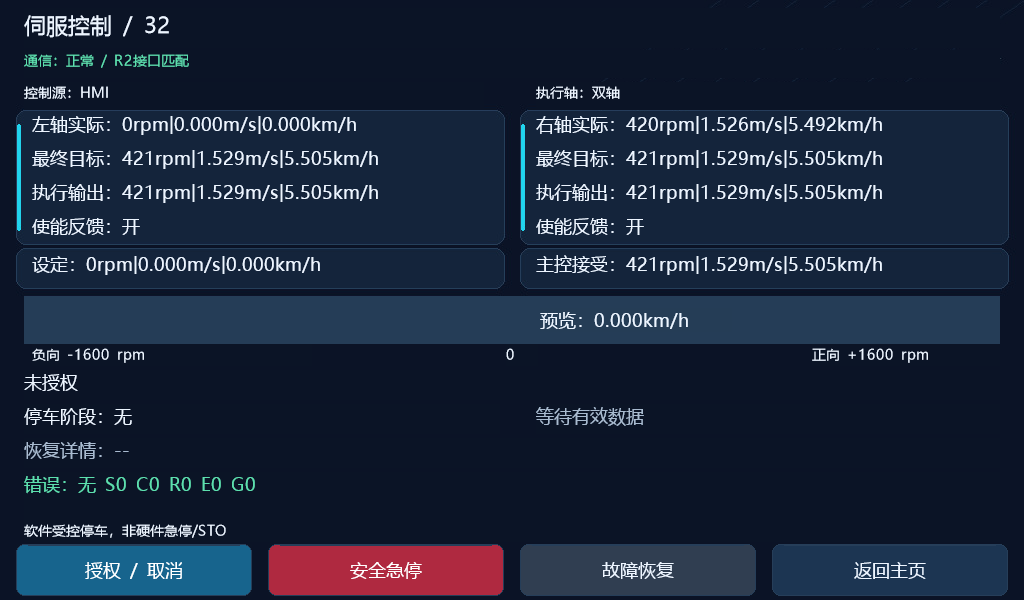 伺服控制 / 32
通信：正常 / R2接口匹配
控制源：HMI
执行轴：双轴
左轴实际：0rpm|0.000m/s|0.000km/h
最终目标：421rpm|1.529m/s|5.505km/h
执行输出：421rpm|1.529m/s|5.505km/h
使能反馈：开
右轴实际：420rpm|1.526m/s|5.492km/h
最终目标：421rpm|1.529m/s|5.505km/h
执行输出：421rpm|1.529m/s|5.505km/h
使能反馈：开
设定：0rpm|0.000m/s|0.000km/h
主控接受：421rpm|1.529m/s|5.505km/h
预览：0.000km/h
负向 -1600 rpm
0
正向 +1600 rpm
未授权
停车阶段：无
等待有效数据
恢复详情：--
错误：无 S0 C0 R0 E0 G0
软件受控停车，非硬件急停/STO
授权 / 取消
安全急停
故障恢复
返回主页